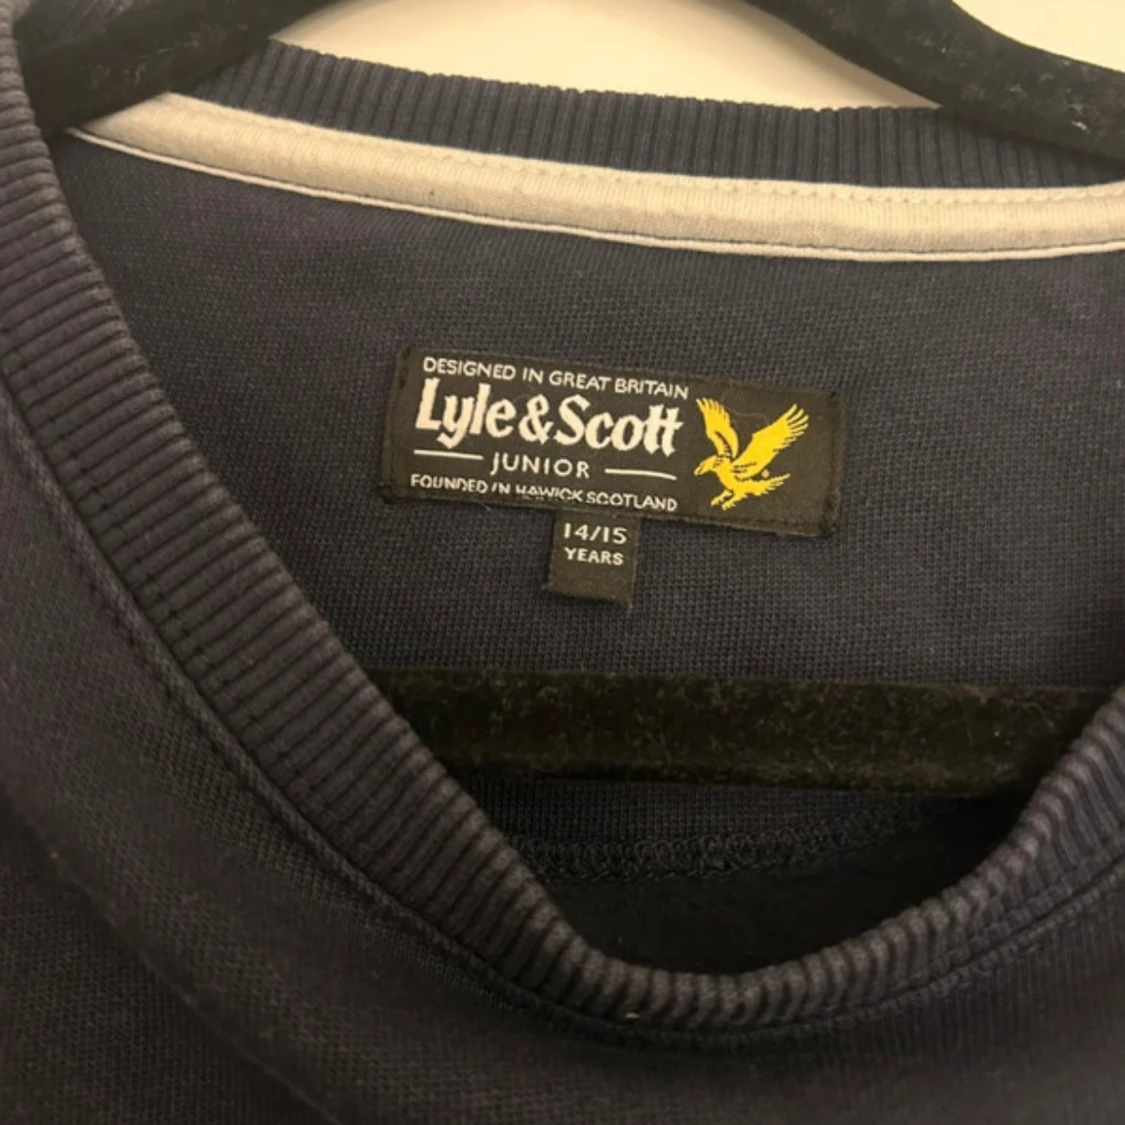 DESIGNED IN GREAT BRITAIN
Lyle&Scott
JUNIOR
FOUNDED IN HAWICK SCOTLAND
14/15
YEARS